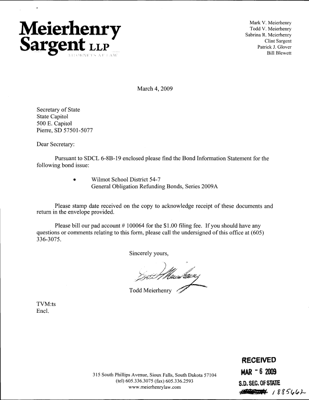 Meierhenry
Sargent LLP
ATTORNEYS AT LAW
Mark V. Meierhenry
Todd V. Meierhenry
Sabrina R. Meierhenry
Clint Sargent
Patrick J. Glover
Bill Blewett
March 4, 2009
Secretary of State
State Capitol
500 E. Capitol
Pierre, SD 57501-5077
Dear Secretary:
Pursuant to SDCL 6-8B-19 enclosed please find the Bond Information Statement for the
following bond issue:
• Wilmot School District 54-7
General Obligation Refunding Bonds, Series 2009A
Please stamp date received on the copy to acknowledge receipt of these documents and
return in the envelope provided.
Please bill our pad account # 100064 for the $1.00 filing fee. If you should have any
questions or comments relating to this form, please call the undersigned of this office at (605)
336-3075.
Sincerely yours,
Todd Meierhenry
TVM:ts
Encl.
315 South Phillips Avenue, Sioux Falls, South Dakota 57104
(tel) 605.336.3075 (fax) 605.336.2593
www.meierhenrylaw.com
RECEIVED
MAR - 6 2009
S.D. SEC. OF STATE
1885662